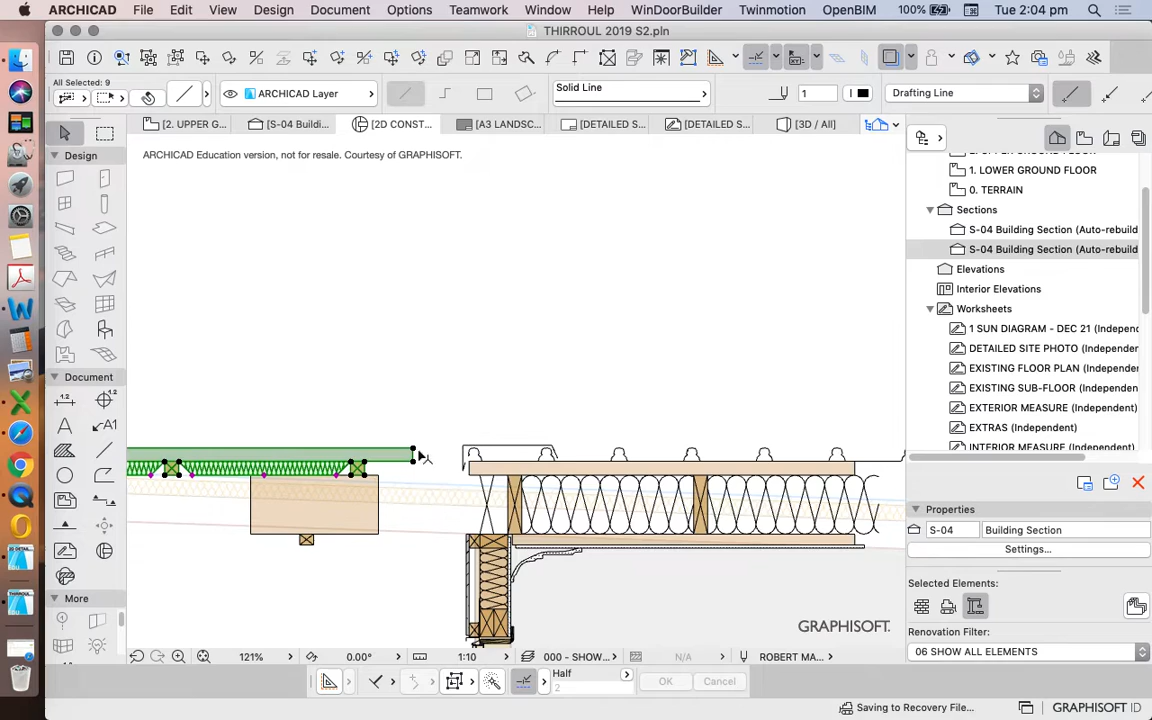 ARCHICAD File Edit View Design Document Options Teamwork Window Help WinDoorBuilder Twinmotion OpenBIM 100% Tue 2:04 pm
THIRROUL 2019 S2.pln
All Selected: 9
ARCHICAD Layer
Solid Line
1
Drafting Line
[2. UPPER G...
[S-04 Buildi...
[2D CONST...
[A3 LANDSC...
[DETAILED S...
[DETAILED S...
[3D / All]
Design
ARCHICAD Education version, not for resale. Courtesy of GRAPHISOFT.
1. LOWER GROUND FLOOR
0. TERRAIN
Sections
S-04 Building Section (Auto-rebuild
S-04 Building Section (Auto-rebuild
Elevations
Interior Elevations
Worksheets
1 SUN DIAGRAM - DEC 21 (Independ
DETAILED SITE PHOTO (Independer
EXISTING FLOOR PLAN (Independer
EXISTING SUB-FLOOR (Independer
EXTERIOR MEASURE (Independent
EXTRAS (Independent)
INTERIOR MEASURE (Independent
Document
1.2
1.2
A
A1
More
Properties
S-04
Building Section
Settings...
Selected Elements:
Renovation Filter:
06 SHOW ALL ELEMENTS
GRAPHISOFT.
121%
0.00°
1:10
000 - SHOW...
N/A
ROBERT MA...
Half
2
OK
Cancel
Saving to Recovery File...
GRAPHISOFT ID